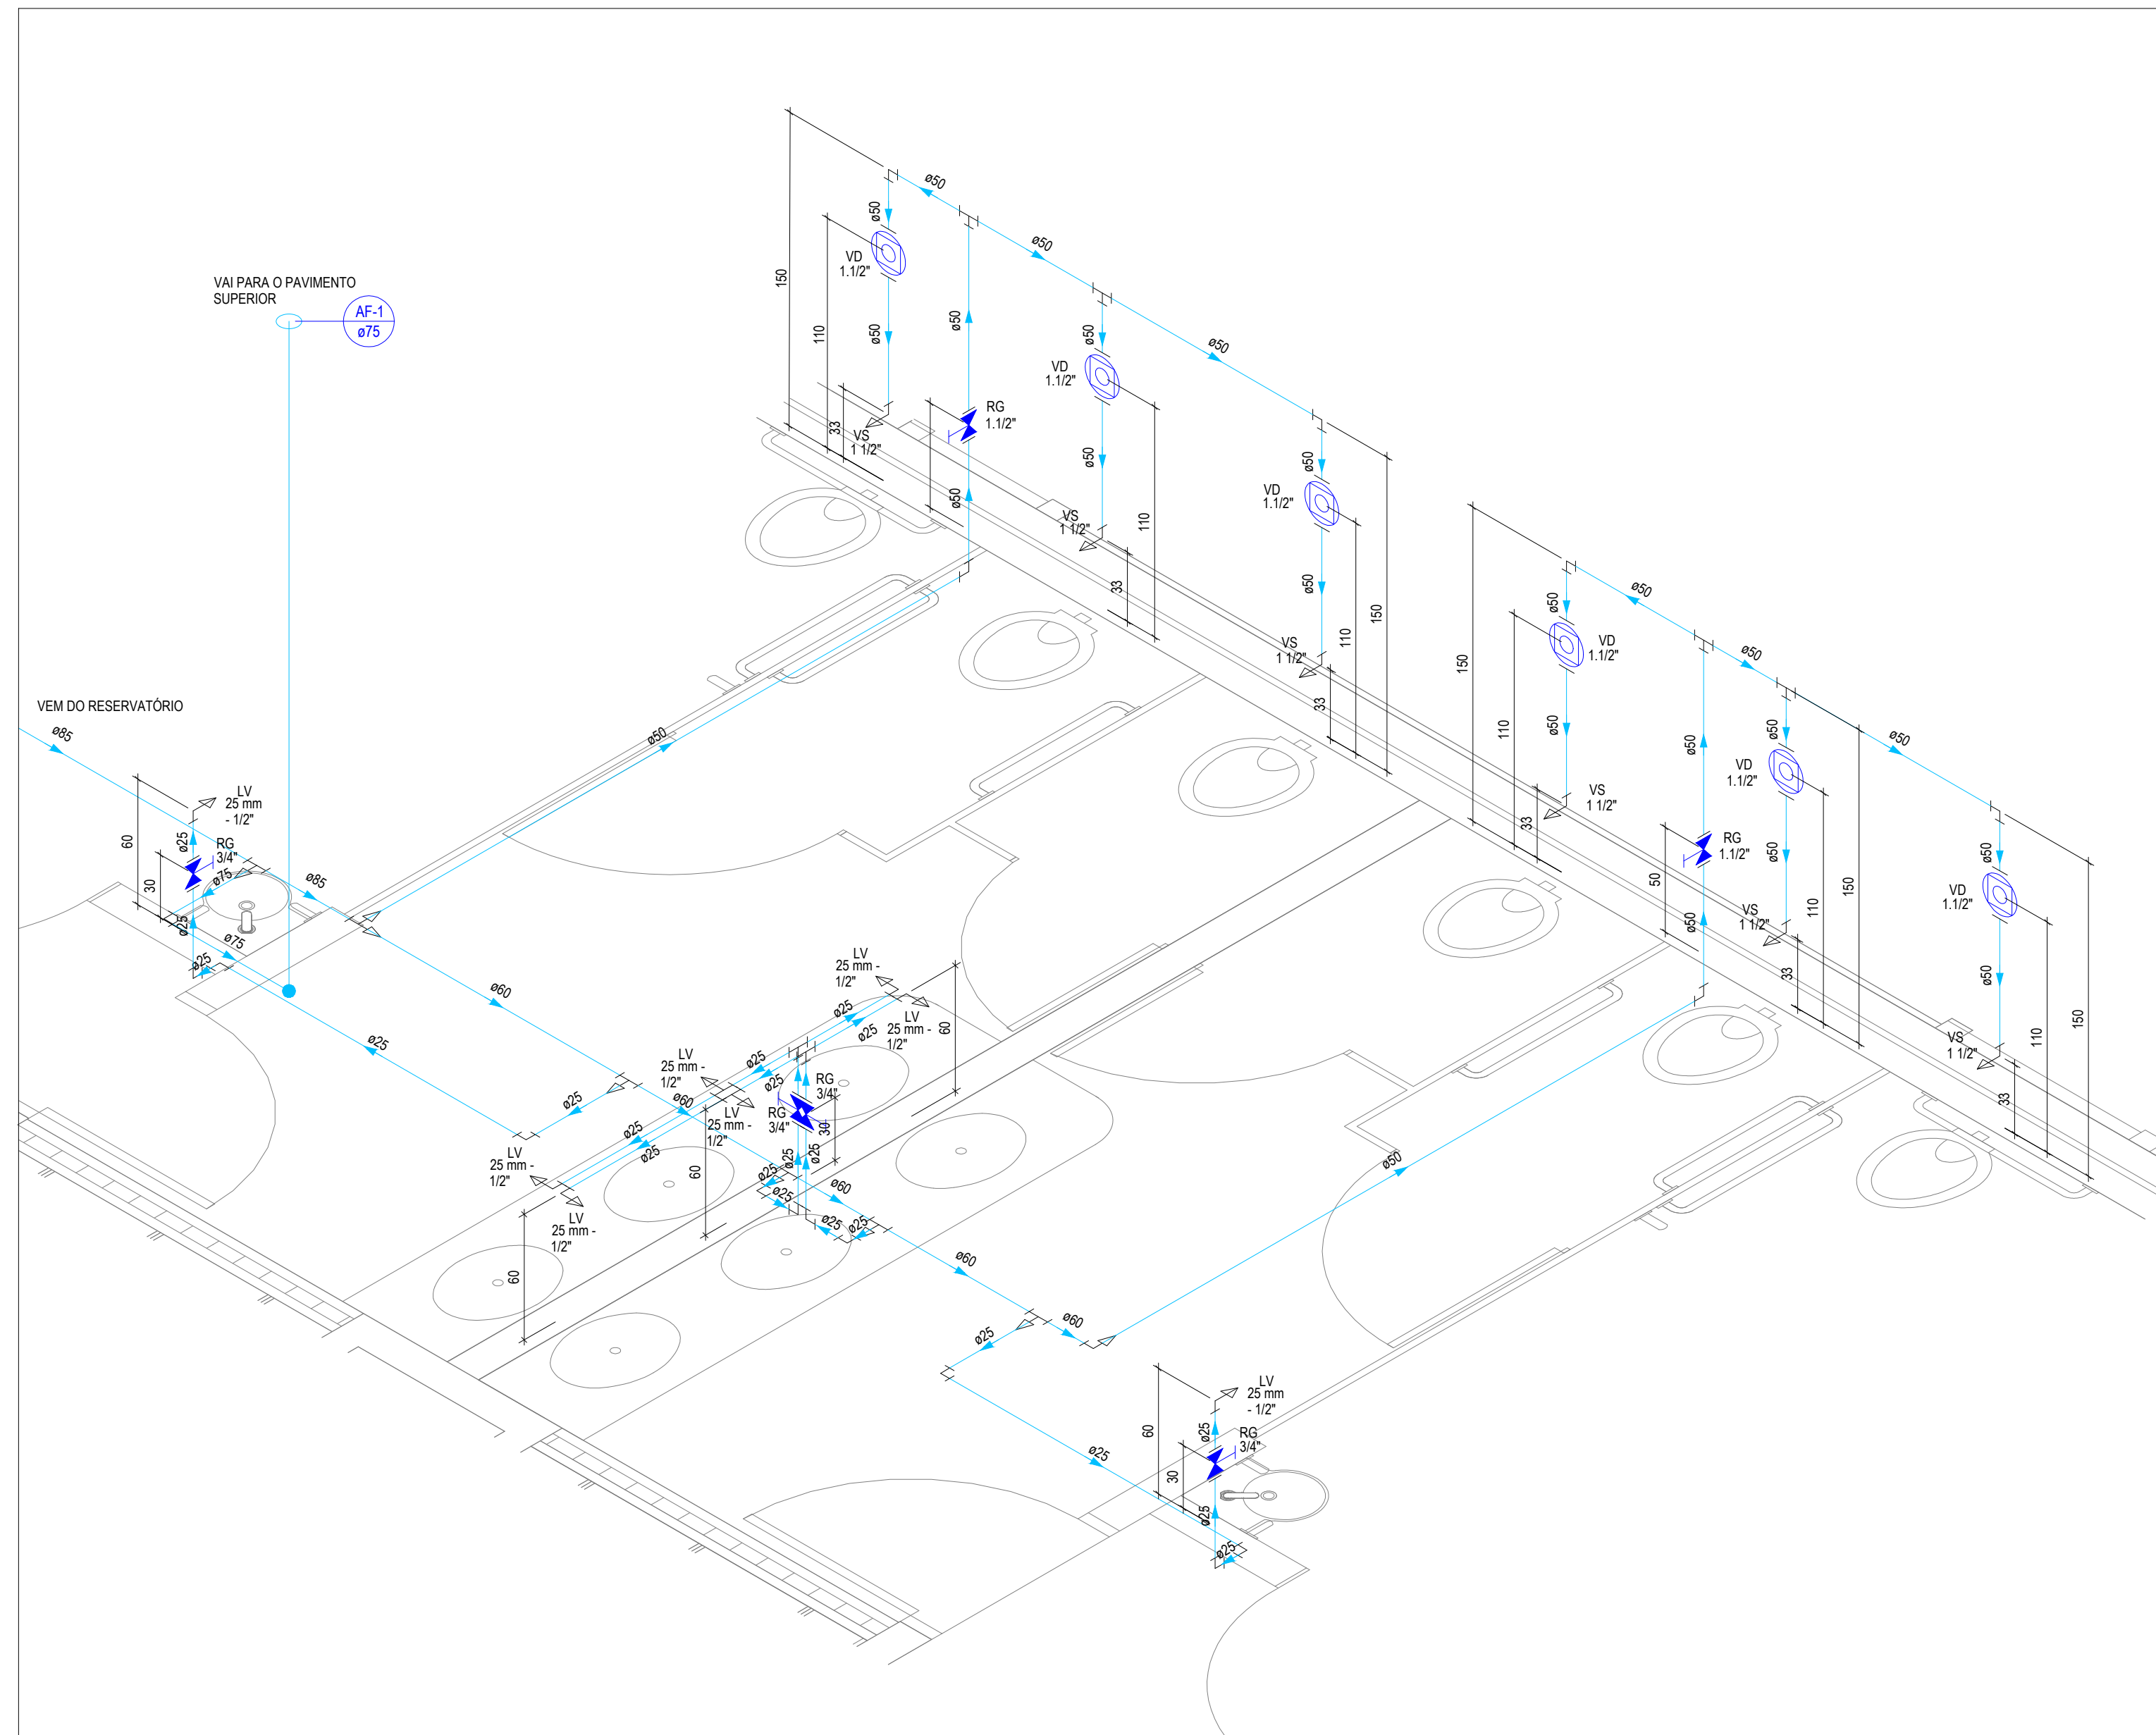 ø50
ø50
VD
1.1/2"
150
110
ø50
33
VS
1 1/2"
ø50
ø50
RG
1.1/2"
ø50
VAI PARA O PAVIMENTO
SUPERIOR
AF-1
ø75
ø50
VD
1.1/2"
ø50
110
VS
1 1/2"
33
ø50
ø50
VD
1.1/2"
ø50
110
150
VS
1 1/2"
33
ø50
ø50
VD
1.1/2"
150
110
ø50
33
VS
1 1/2"
ø50
ø50
RG
1.1/2"
50
ø50
ø50
VD
1.1/2"
ø50
110
150
VS
1 1/2"
33
ø50
ø50
VD
1.1/2"
ø50
110
150
VS
1 1/2"
33
ø50
VEM DO RESERVATÓRIO
ø85
LV
25 mm
- 1/2"
60
ø25
RG
3/4"
30
ø75
ø85
ø25
ø75
ø25
ø60
ø25
ø25
LV
25 mm -
1/2"
ø25
ø25
LV
25 mm -
1/2"
60
LV
25 mm -
1/2"
ø25
ø25
ø60
LV
25 mm -
1/2"
RG
3/4"
RG
3/4"
30
ø25
ø25
60
ø25
ø25
LV
25 mm -
1/2"
LV
25 mm -
1/2"
60
ø25
ø25
ø60
ø25
ø25
ø60
ø50
ø60
ø25
ø25
LV
25 mm
- 1/2"
60
ø25
RG
3/4"
30
ø25
ø25